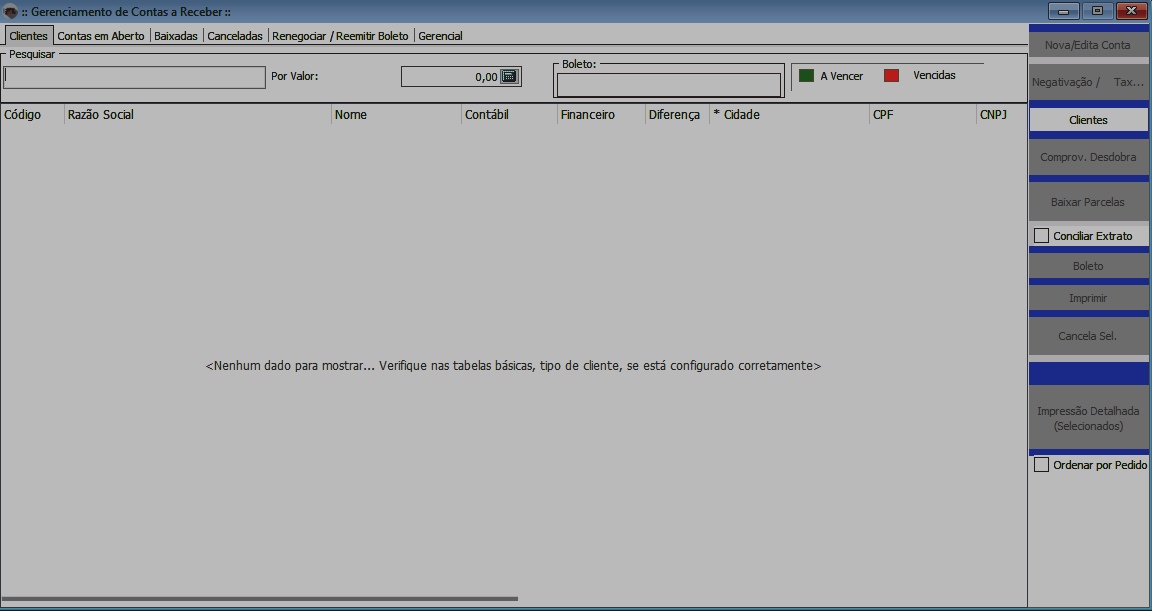 :: Gerenciamento de Contas a Receber ::
Clientes Contas em Aberto Baixadas Canceladas Renegociar / Reemitir Boleto Gerencial
Pesquisar
Por Valor: 0,00
Boleto:
A Vencer Vencidas
Código Razão Social Nome Contábil Financeiro Diferença * Cidade CPF CNPJ
<Nenhum dado para mostrar... Verifique nas tabelas básicas, tipo de cliente, se está configurado corretamente>
Nova/Edita Conta
Negativação / Tax...
Clientes
Comprov. Desdobra
Baixar Parcelas
Conciliar Extrato
Boleto
Imprimir
Cancela Sel.
Impressão Detalhada
(Selecionados)
Ordenar por Pedido